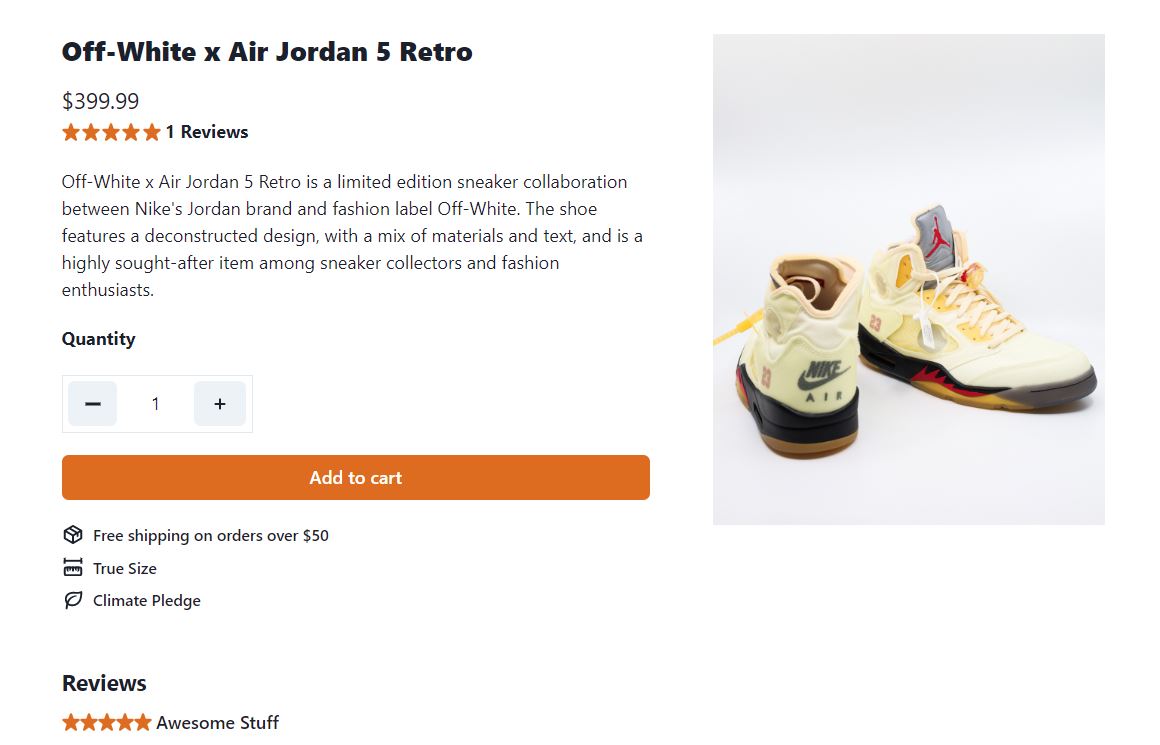 Off-White x Air Jordan 5 Retro
$399.99
1 Reviews
Off-White x Air Jordan 5 Retro is a limited edition sneaker collaboration
between Nike's Jordan brand and fashion label Off-White. The shoe
features a deconstructed design, with a mix of materials and text, and is a
highly sought-after item among sneaker collectors and fashion
enthusiasts.
Quantity
1
Add to cart
Free shipping on orders over $50
True Size
Climate Pledge
Reviews
Awesome Stuff
23
23
NIKE
AIR